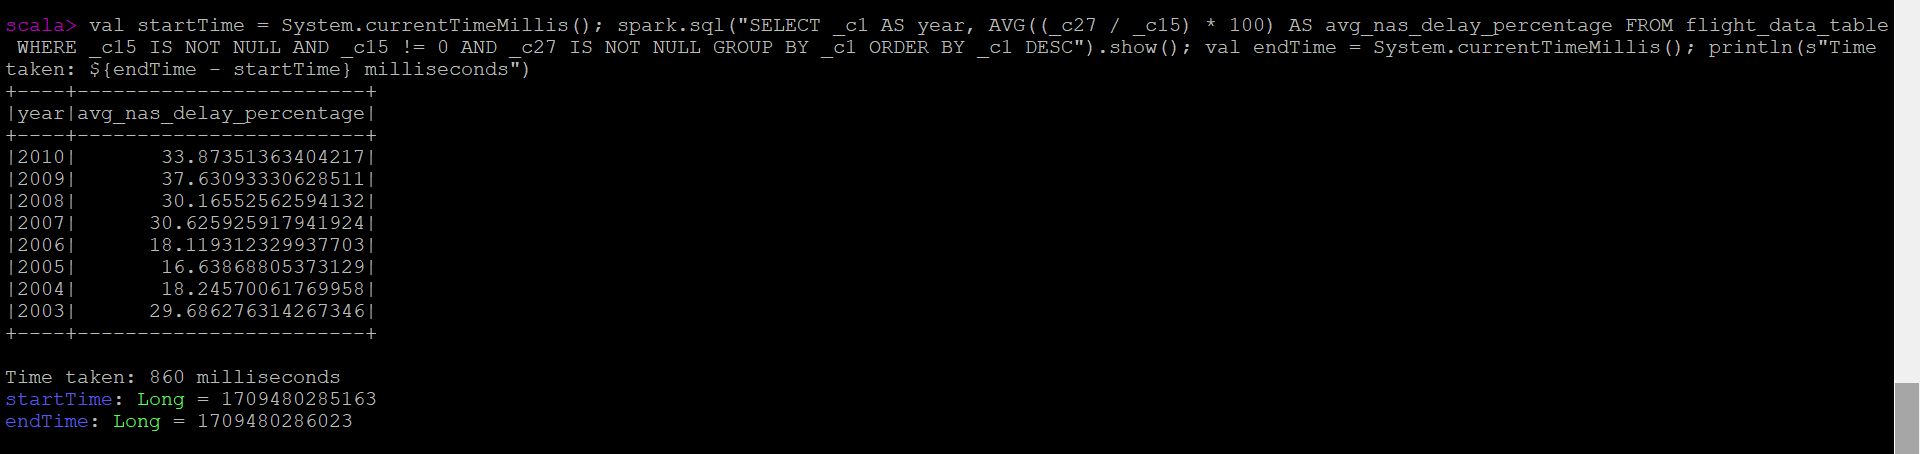 scala> val startTime = System.currentTimeMillis(); spark.sql("SELECT _c1 AS year, AVG((_c27 / _c15) * 100) AS avg_nas_delay_percentage FROM flight_data_table
 WHERE _c15 IS NOT NULL AND _c15 != 0 AND _c27 IS NOT NULL GROUP BY _c1 ORDER BY _c1 DESC").show(); val endTime = System.currentTimeMillis(); println(s"Time
taken: ${endTime - startTime} milliseconds")
+----+------------------------+
|year|avg_nas_delay_percentage|
+----+------------------------+
|2010|       33.87351363404217|
|2009|       37.63093330628511|
|2008|       30.16552562594132|
|2007|      30.625925917941924|
|2006|      18.119312329937703|
|2005|       16.63868805373129|
|2004|       18.24570061769958|
|2003|      29.686276314267346|
+----+------------------------+
Time taken: 860 milliseconds
startTime: Long = 1709480285163
endTime: Long = 1709480286023